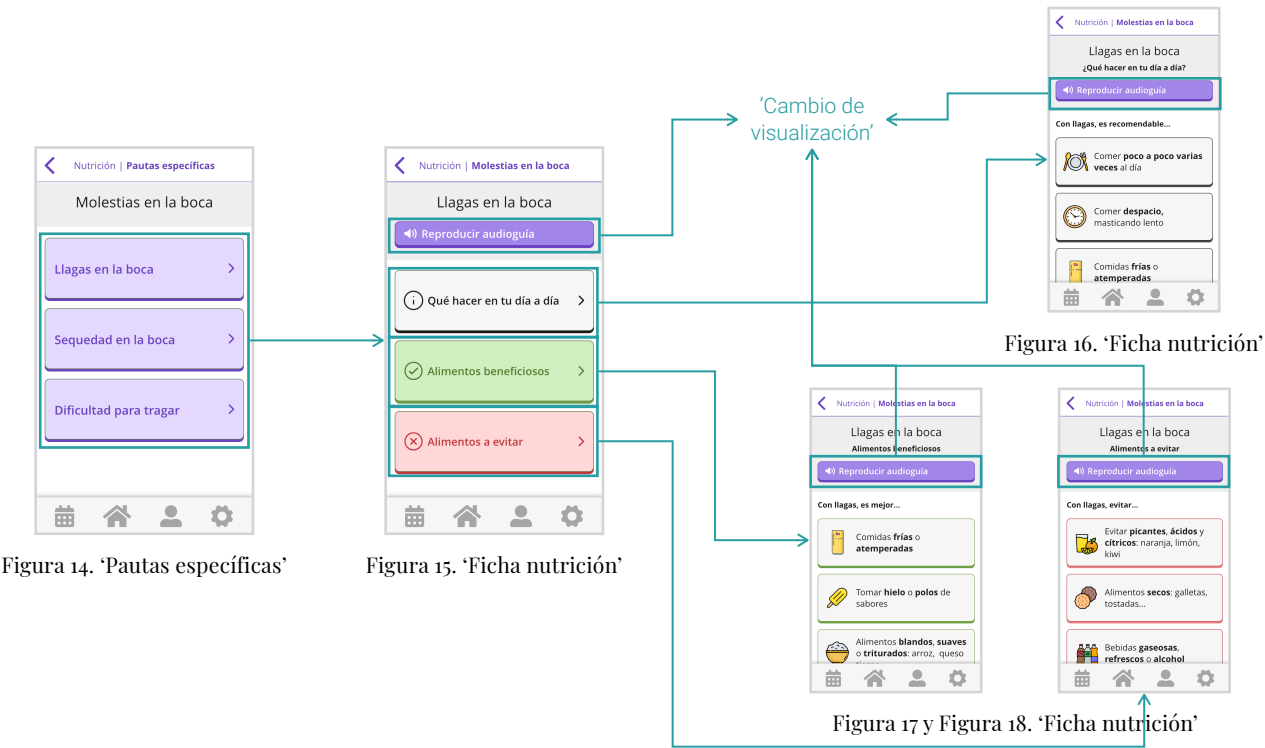 Nutrición | Pautas específicas
Molestias en la boca
Llagas en la boca
Sequedad en la boca
Dificultad para tragar
Figura 14. ‘Pautas específicas’
Nutrición | Molestias en la boca
Llagas en la boca
Reproducir audioguía
Qué hacer en tu día a día
Alimentos beneficiosos
Alimentos a evitar
Figura 15. ‘Ficha nutrición’
‘Cambio de
visualización’
Nutrición | Molestias en la boca
Llagas en la boca
¿Qué hacer en tu día a día?
Reproducir audioguía
Con llagas, es recomendable...
Comer poco a poco varias
veces al día
Comer despacio,
masticando lento
Comidas frías o
atemperadas
Figura 16. ‘Ficha nutrición’
Nutrición | Molestias en la boca
Llagas en la boca
Alimentos beneficiosos
Reproducir audioguía
Con llagas, es mejor...
Comidas frías o
atemperadas
Tomar hielo o polos de
sabores
Alimentos blandos, suaves
o triturados: arroz, queso
Nutrición | Molestias en la boca
Llagas en la boca
Alimentos a evitar
Reproducir audioguía
Con llagas, evitar...
Evitar picantes, ácidos y
cítricos: naranja, limón,
kiwi
Alimentos secos: galletas,
tostadas...
Bebidas gaseosas,
refrescos o alcohol
Figura 17 y Figura 18. ‘Ficha nutrición’